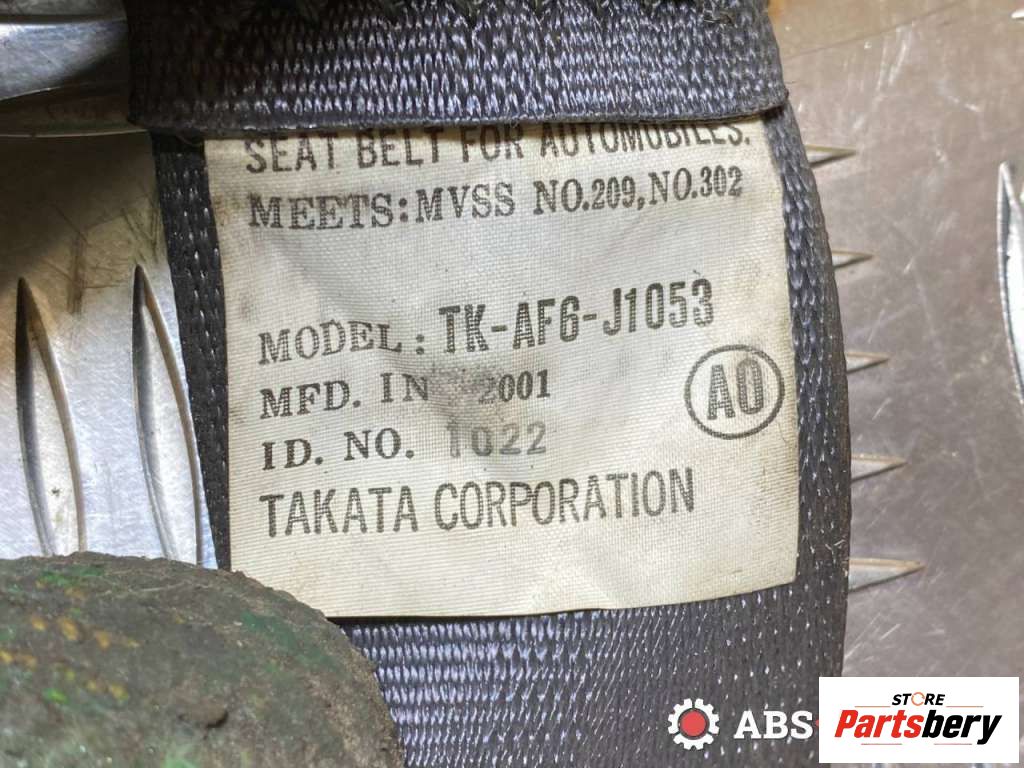 SEAT BELT FOR AUTOMOBILES.
MEETS: MVSS NO.209, NO.302
MODEL: TK-AF6-J1053
MFD. IN 2001
AO
ID. NO. 1022
TAKATA CORPORATION
ABS
STORE
Partsbery